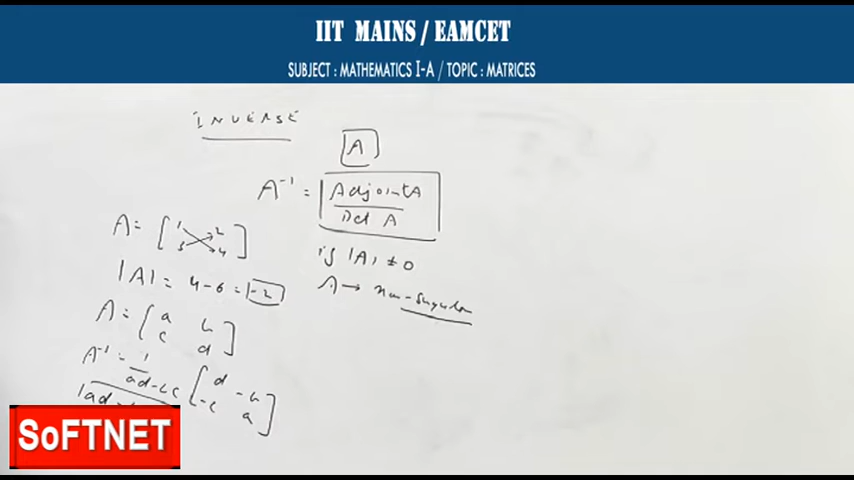 IIT MAINS / EAMCET
SUBJECT : MATHEMATICS I-A / TOPIC : MATRICES
INVERSE
A
A⁻¹ = Adjoint A / Det A
if |A| ≠ 0
A → non-singular
A = [1 2
3 4]
|A| = 4-6 = -2
A = [a b
c d]
A⁻¹ = 1/ad-bc [d -b
-c a]
|ad-
SOFTNET